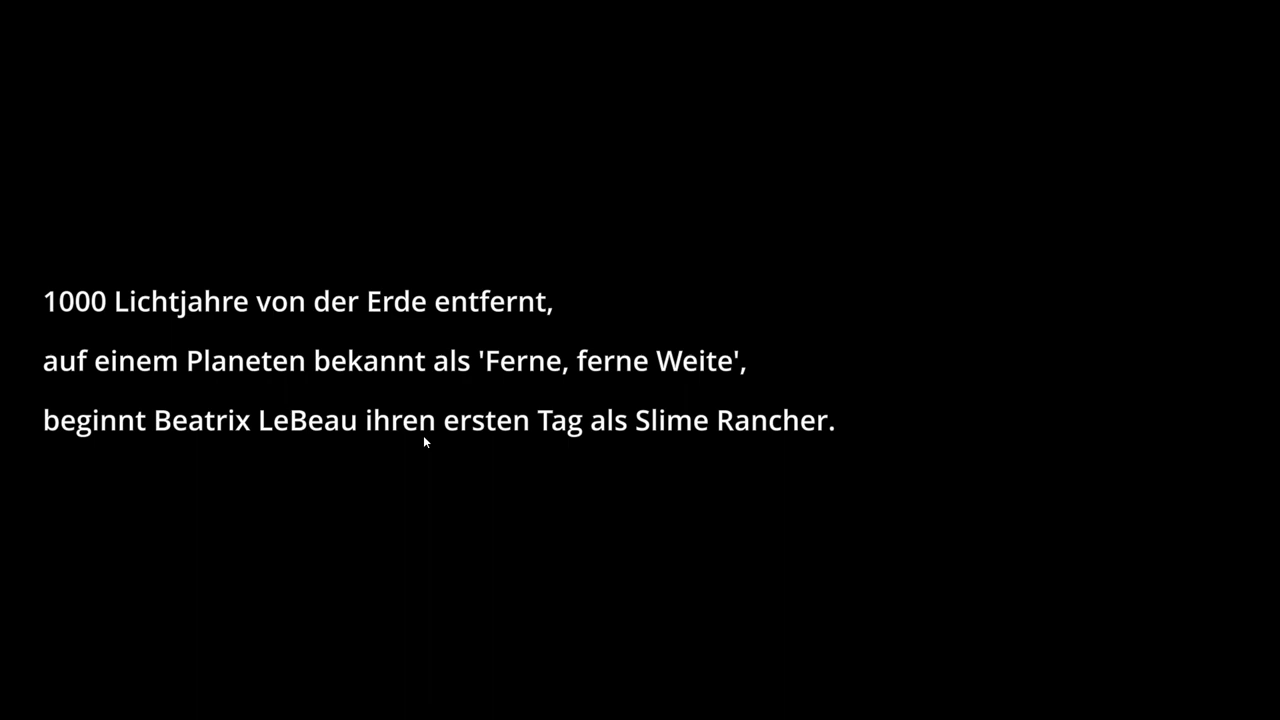 1000 Lichtjahre von der Erde entfernt,
auf einem Planeten bekannt als 'Ferne, ferne Weite',
beginnt Beatrix LeBeau ihren ersten Tag als Slime Rancher.